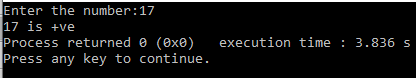 Enter the number:17
17 is +ve
Process returned 0 (0x0)   execution time : 3.836 s
Press any key to continue.